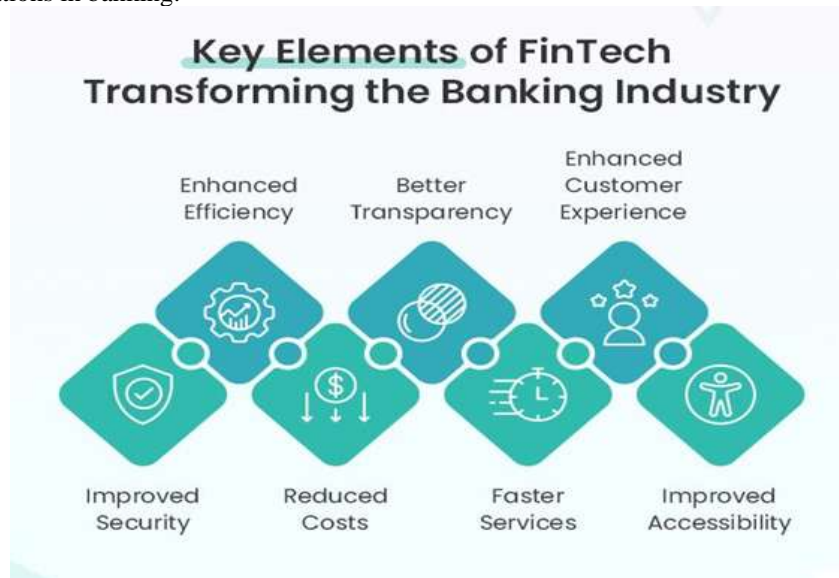 Key Elements of FinTech
Transforming the Banking Industry
Enhanced
Efficiency
Better
Transparency
Enhanced
Customer
Experience
$
Improved
Security
Reduced
Costs
Faster
Services
Improved
Accessibility